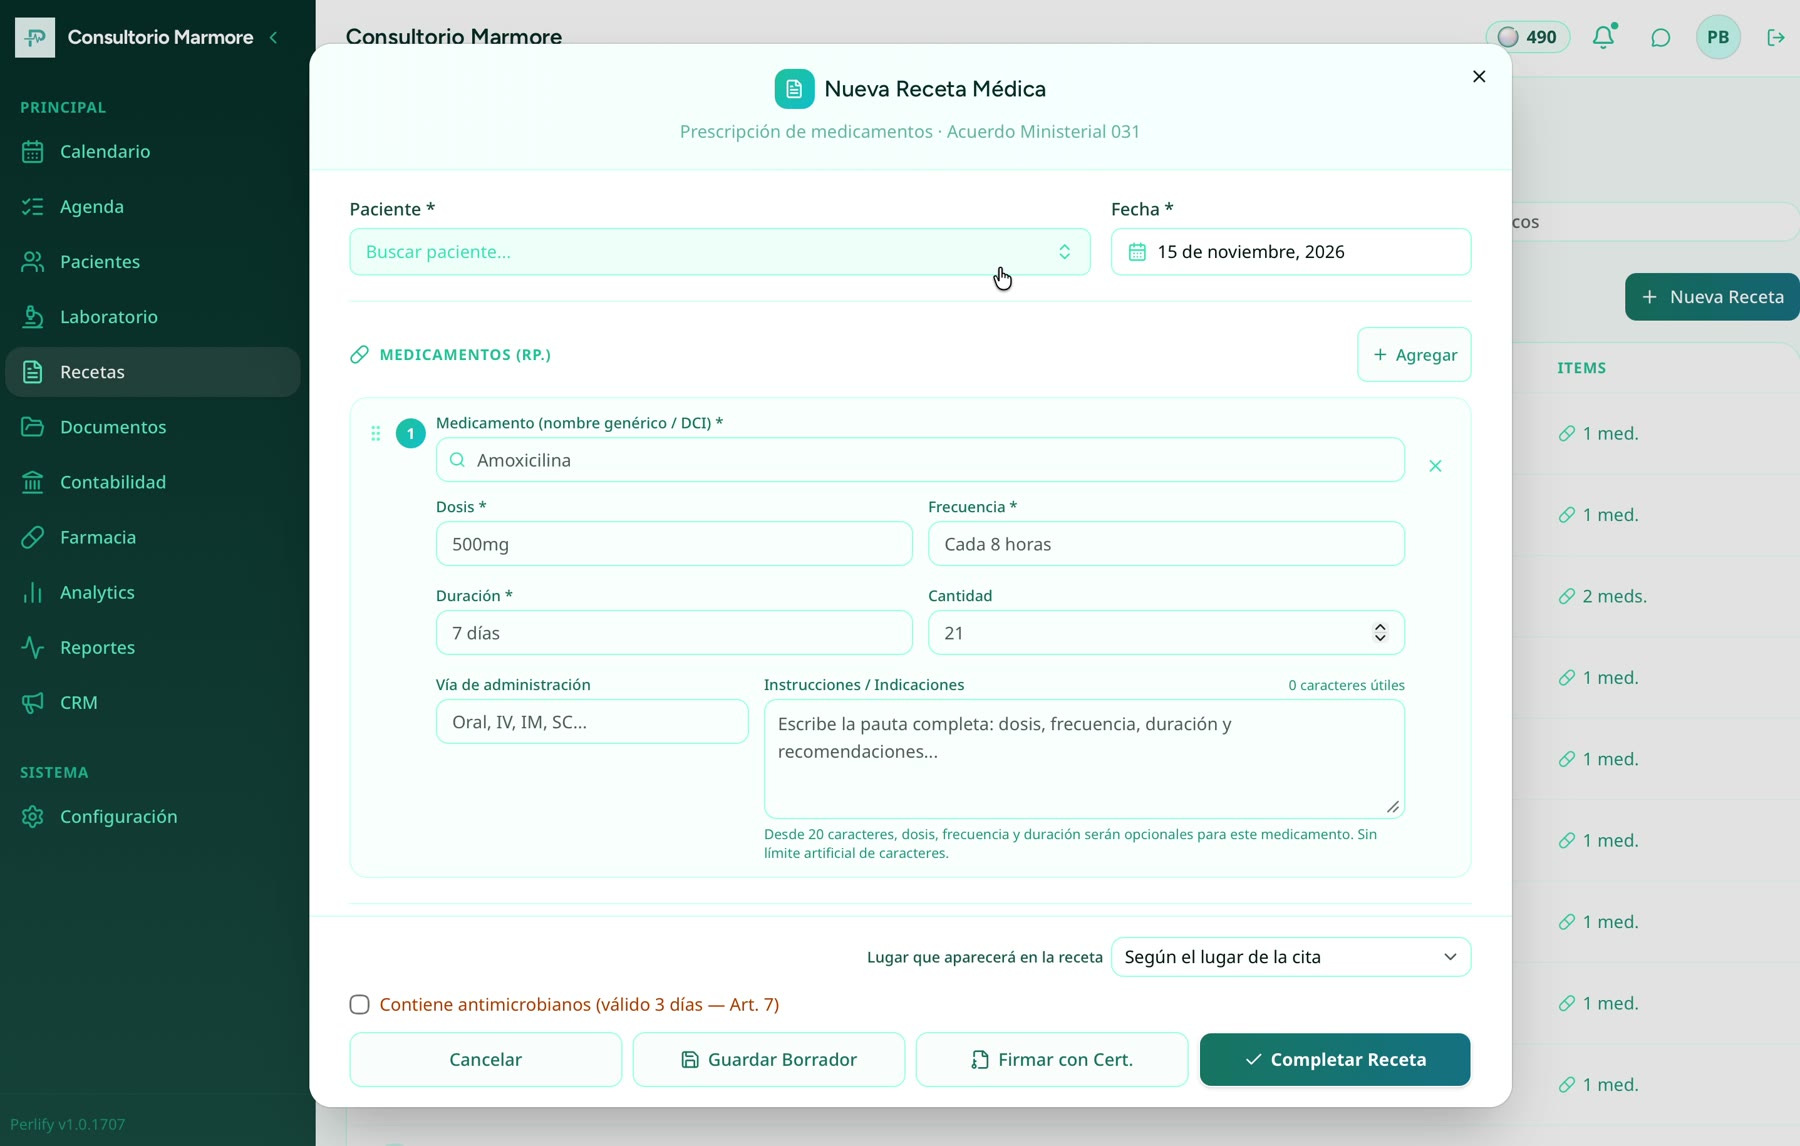 Consultorio Marmore
PRINCIPAL
Calendario
Agenda
Pacientes
Laboratorio
Recetas
Documentos
Contabilidad
Farmacia
Analytics
Reportes
CRM
SISTEMA
Configuración
Perlify v1.0.1707
Consultorio Marmore
490
PB
Nueva Receta Médica
Prescripción de medicamentos · Acuerdo Ministerial 031
Paciente *
Fecha *
Buscar paciente...
15 de noviembre, 2026
MEDICAMENTOS (RP.)
+ Agregar
1
Medicamento (nombre genérico / DCI) *
Amoxicilina
Dosis *
Frecuencia *
500mg
Cada 8 horas
Duración *
Cantidad
7 días
21
Vía de administración
Instrucciones / Indicaciones
0 caracteres útiles
Oral, IV, IM, SC...
Escribe la pauta completa: dosis, frecuencia, duración y
recomendaciones...
Desde 20 caracteres, dosis, frecuencia y duración serán opcionales para este medicamento. Sin
límite artificial de caracteres.
Lugar que aparecerá en la receta
Según el lugar de la cita
Contiene antimicrobianos (válido 3 días — Art. 7)
Cancelar
Guardar Borrador
Firmar con Cert.
Completar Receta
cos
+ Nueva Receta
ITEMS
1 med.
1 med.
2 meds.
1 med.
1 med.
1 med.
1 med.
1 med.
1 med.